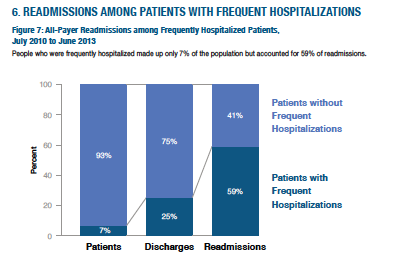 6. READMISSIONS AMONG PATIENTS WITH FREQUENT HOSPITALIZATIONS
Figure 7: All-Payer Readmissions among Frequently Hospitalized Patients,
July 2010 to June 2013
People who were frequently hospitalized made up only 7% of the population but accounted for 59% of readmissions.
100
80
60
40
20
0
Percent
93%
7%
75%
25%
41%
59%
Patients without
Frequent
Hospitalizations
Patients with
Frequent
Hospitalizations
Patients Discharges Readmissions